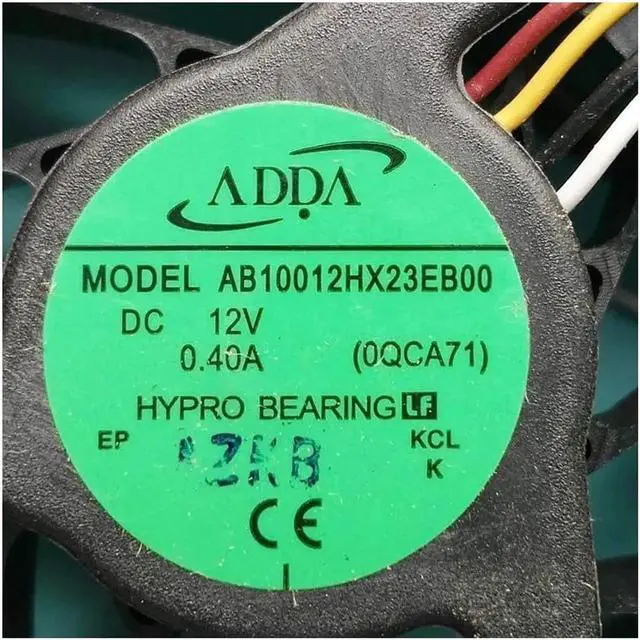 ADDA
MODEL AB10012HX23EB00
DC 12V
0.40A (0QCA71)
HYPRO BEARING LF
EP KCL
K
CE